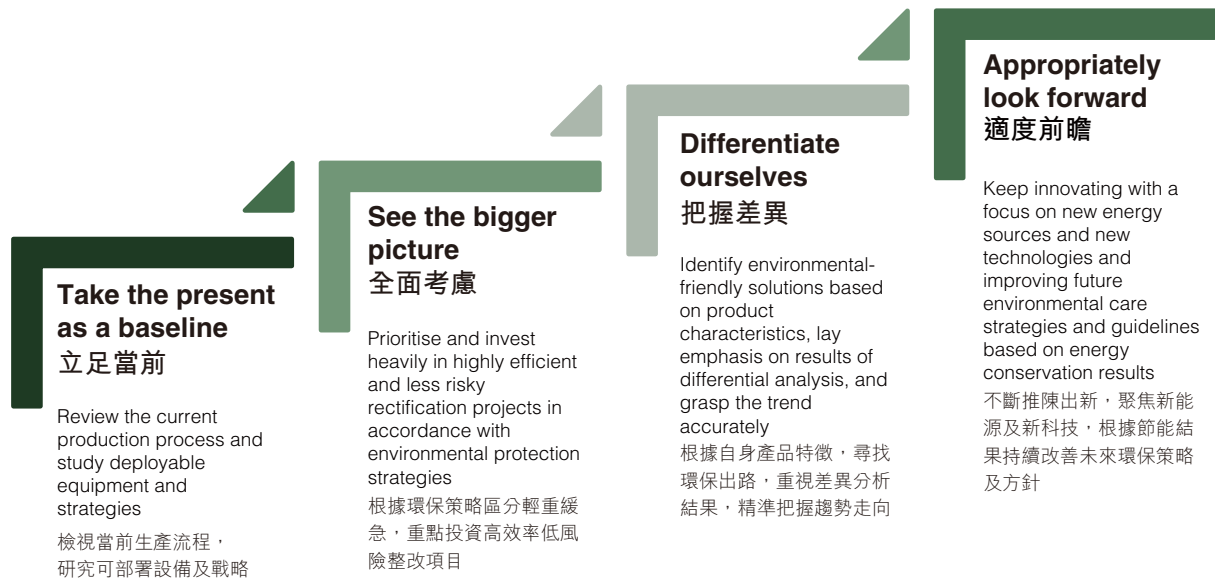 Take the present
as a baseline
立足當前
Review the current
production process and
study deployable
equipment and
strategies
檢視當前生產流程，
研究可部署設備及戰略
See the bigger
picture
全面考慮
Prioritise and invest
heavily in highly efficient
and less risky
rectification projects in
accordance with
environmental protection
strategies
根據環保策略區分輕重緩
急，重點投資高效率低風
險整改項目
Differentiate
ourselves
把握差異
Identify environmental-
friendly solutions based
on product
characteristics, lay
emphasis on results of
differential analysis, and
grasp the trend
accurately
根據自身產品特徵，尋找
環保出路，重視差異分析
結果，精準把握趨勢走向
Appropriately
look forward
適度前瞻
Keep innovating with a
focus on new energy
sources and new
technologies and
improving future
environmental care
strategies and guidelines
based on energy
conservation results
不斷推陳出新，聚焦新能
源及新科技，根據節能結
果持續改善未來環保策略
及方針